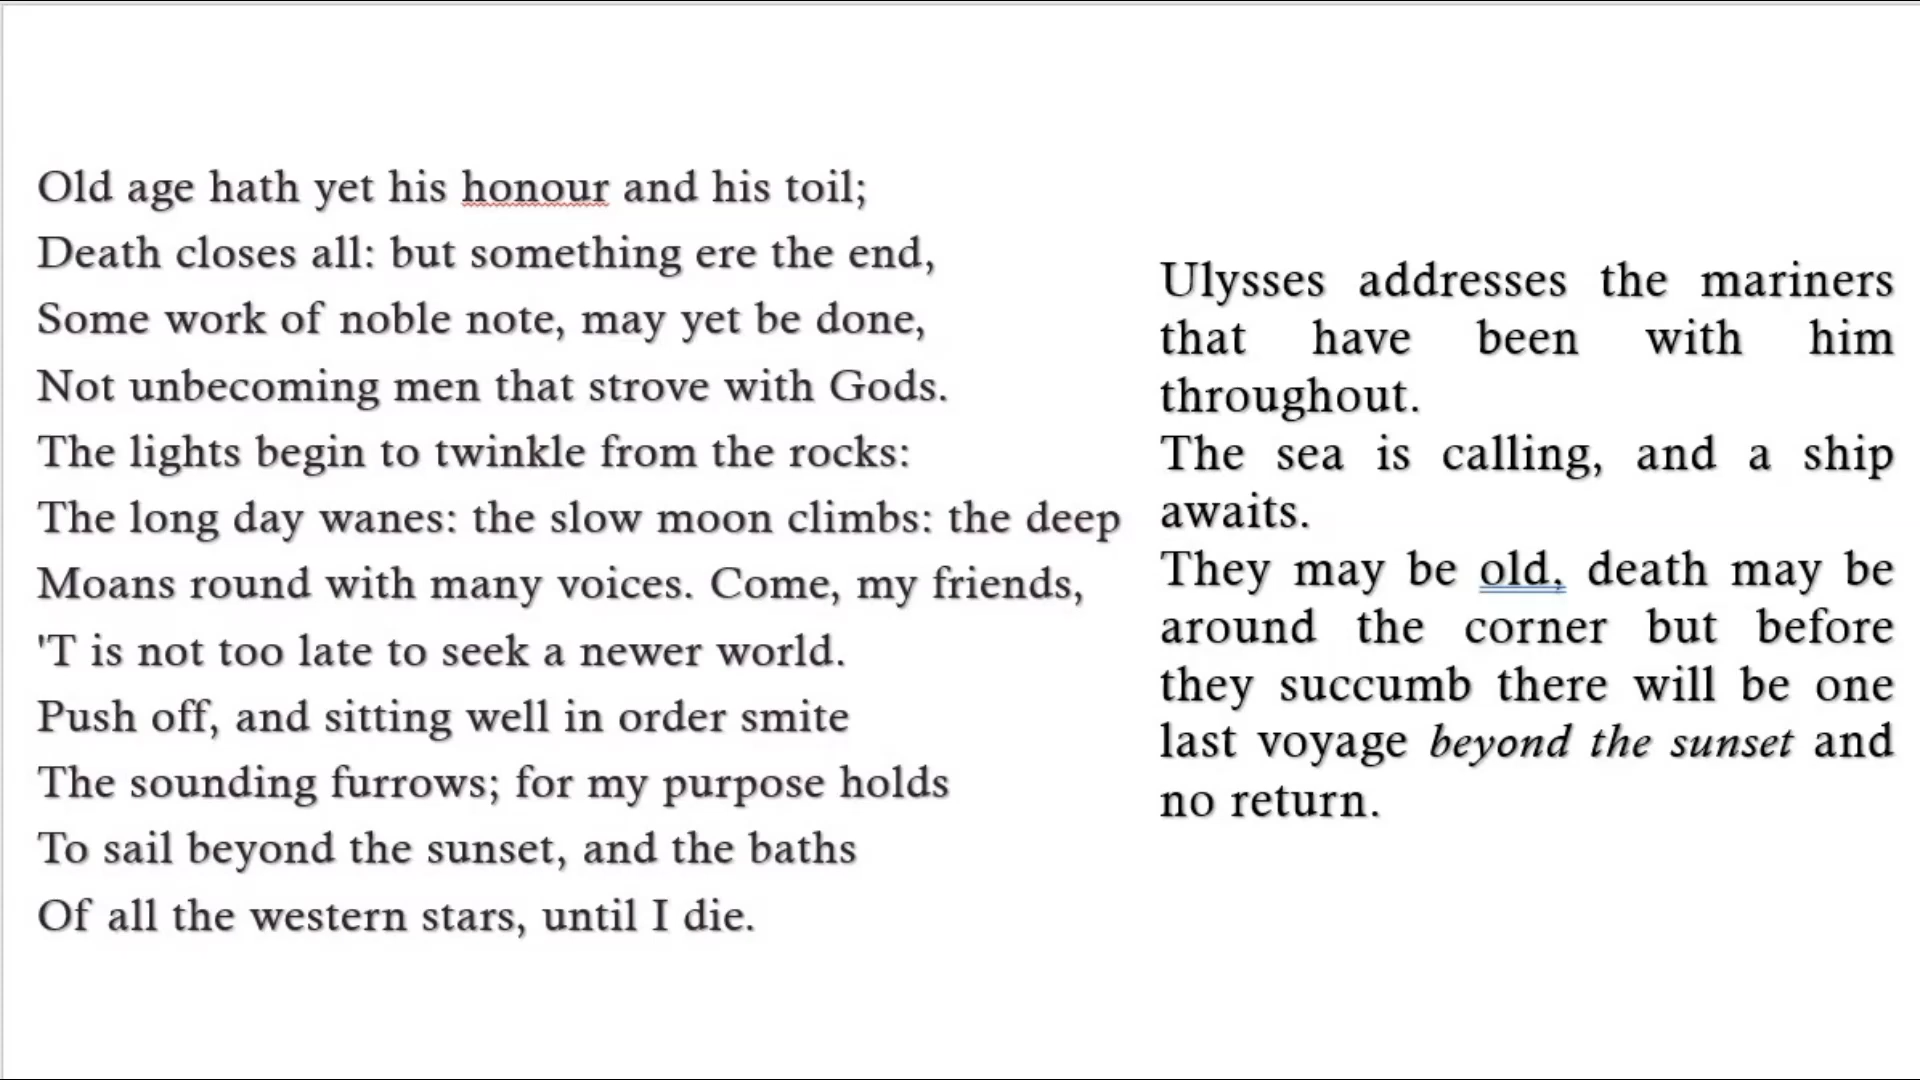 Old age hath yet his honour and his toil;
Death closes all: but something ere the end,
Some work of noble note, may yet be done,
Not unbecoming men that strove with Gods.
The lights begin to twinkle from the rocks:
The long day wanes: the slow moon climbs: the deep
Moans round with many voices. Come, my friends,
'T is not too late to seek a newer world.
Push off, and sitting well in order smite
The sounding furrows; for my purpose holds
To sail beyond the sunset, and the baths
Of all the western stars, until I die.
Ulysses addresses the mariners
that have been with him
throughout.
The sea is calling, and a ship
awaits.
They may be old, death may be
around the corner but before
they succumb there will be one
last voyage beyond the sunset and
no return.